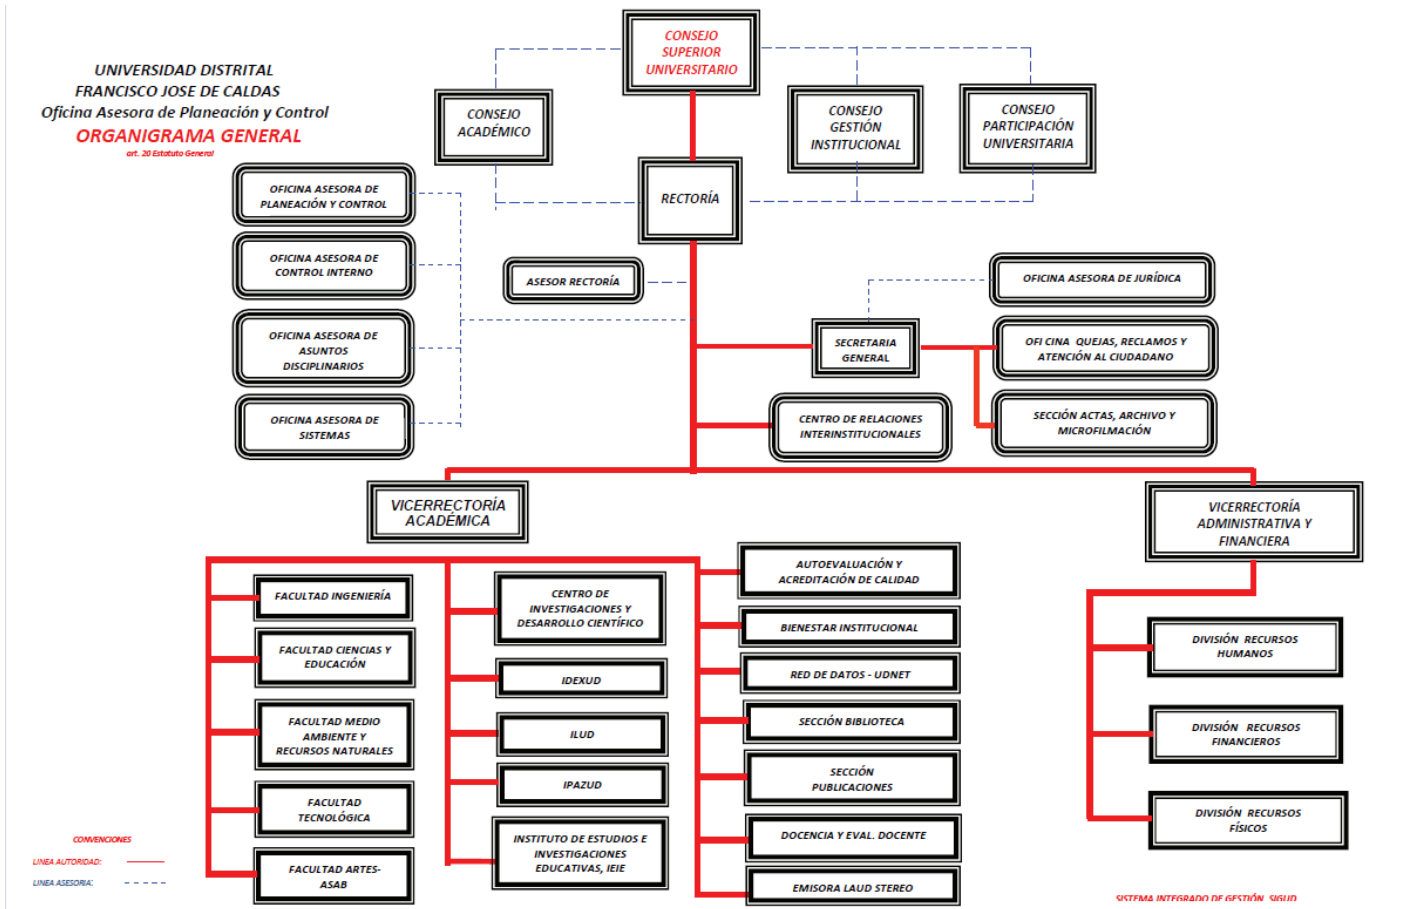 UNIVERSIDAD DISTRITAL
FRANCISCO JOSE DE CALDAS
Oficina Asesora de Planeación y Control
ORGANIGRAMA GENERAL
art. 20 Estatuto General
CONSEJO
SUPERIOR
UNIVERSITARIO
CONSEJO
ACADÉMICO
CONSEJO
GESTIÓN
INSTITUCIONAL
CONSEJO
PARTICIPACIÓN
UNIVERSITARIA
RECTORÍA
OFICINA ASESORA DE
PLANEACIÓN Y CONTROL
OFICINA ASESORA DE
CONTROL INTERNO
OFICINA ASESORA DE
ASUNTOS
DISCIPLINARIOS
OFICINA ASESORA DE
SISTEMAS
ASESOR RECTORÍA
SECRETARIA
GENERAL
CENTRO DE RELACIONES
INTERINSTITUCIONALES
OFICINA ASESORA DE JURÍDICA
OFI CINA QUEJAS, RECLAMOS Y
ATENCIÓN AL CIUDADANO
SECCIÓN ACTAS, ARCHIVO Y
MICROFILMACIÓN
VICERRECTORÍA
ACADÉMICA
VICERRECTORÍA
ADMINISTRATIVA Y
FINANCIERA
FACULTAD INGENIERÍA
FACULTAD CIENCIAS Y
EDUCACIÓN
FACULTAD MEDIO
AMBIENTE Y
RECURSOS NATURALES
FACULTAD
TECNOLÓGICA
FACULTAD ARTES-
ASAB
CENTRO DE
INVESTIGACIONES Y
DESARROLLO CIENTÍFICO
IDEXUD
ILUD
IPAZUD
INSTITUTO DE ESTUDIOS E
INVESTIGACIONES
EDUCATIVAS, IEIE
AUTOEVALUACIÓN Y
ACREDITACIÓN DE CALIDAD
BIENESTAR INSTITUCIONAL
RED DE DATOS - UDNET
SECCIÓN BIBLIOTECA
SECCIÓN
PUBLICACIONES
DOCENCIA Y EVAL. DOCENTE
EMISORA LAUD STEREO
DIVISIÓN RECURSOS
HUMANOS
DIVISIÓN RECURSOS
FINANCIEROS
DIVISIÓN RECURSOS
FÍSICOS
CONVENCIONES
LINEA AUTORIDAD:
LINEA ASESORIA:
SISTEMA INTEGRADO DE GESTIÓN SIGUD